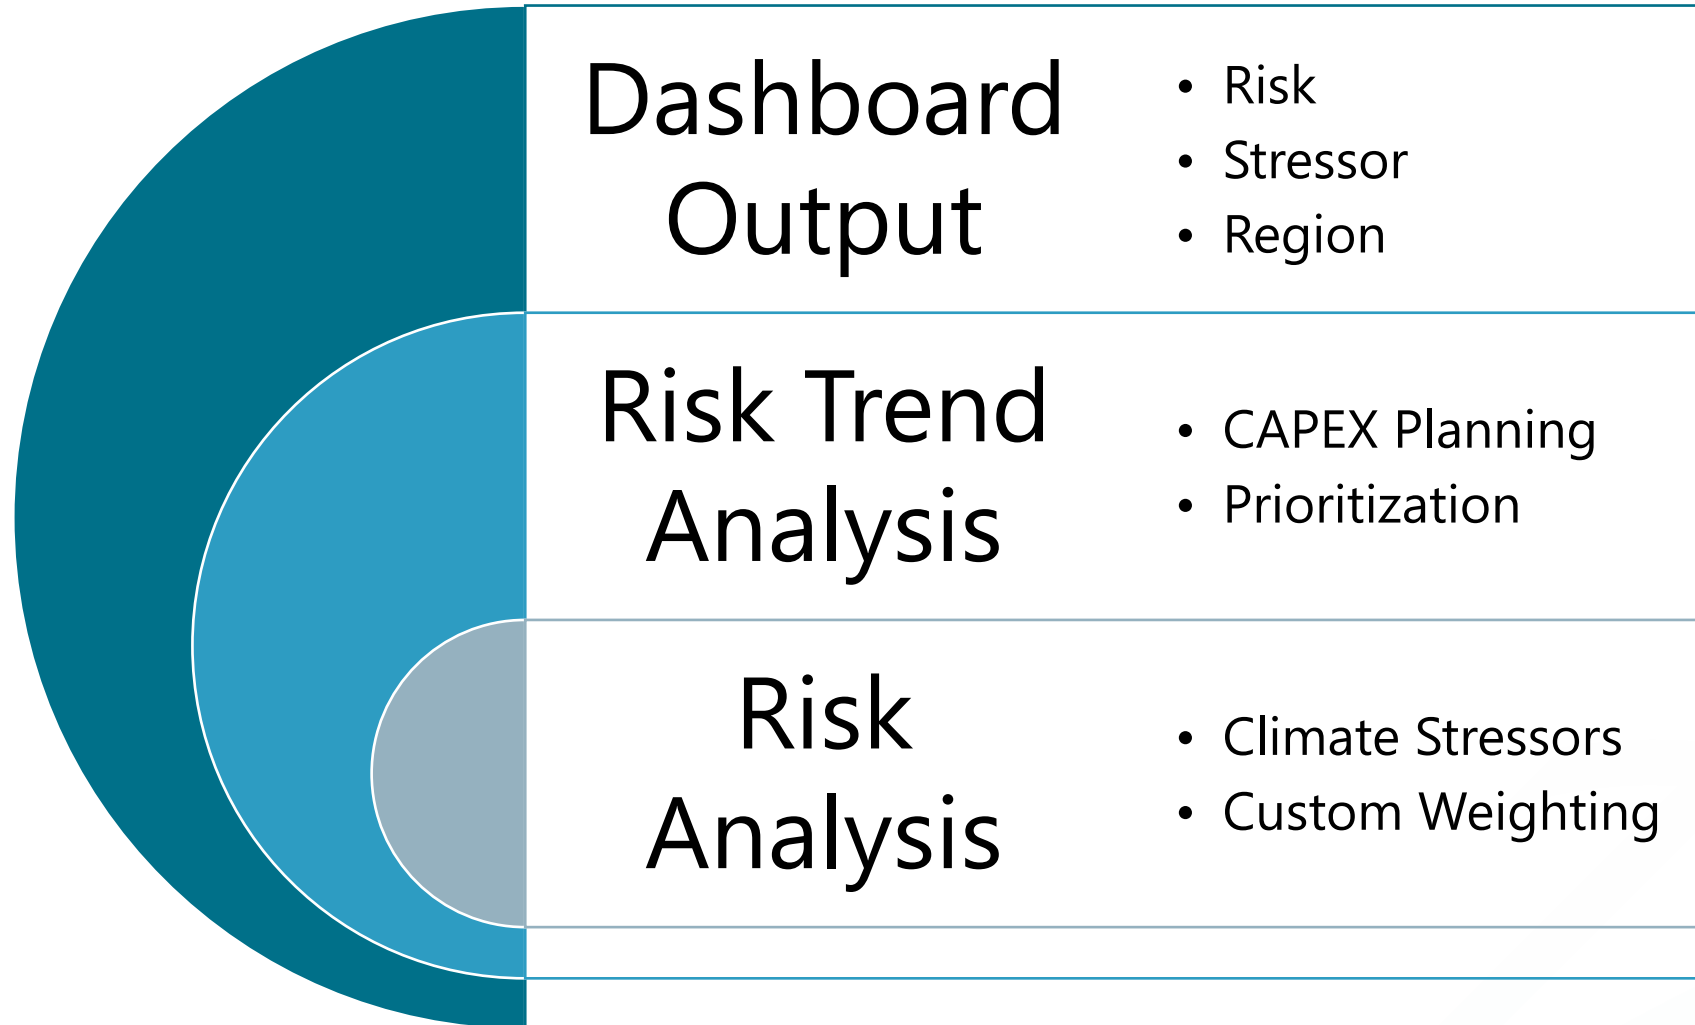 Dashboard
Output
• Risk
• Stressor
• Region
Risk Trend
Analysis
• CAPEX Planning
• Prioritization
Risk
Analysis
• Climate Stressors
• Custom Weighting